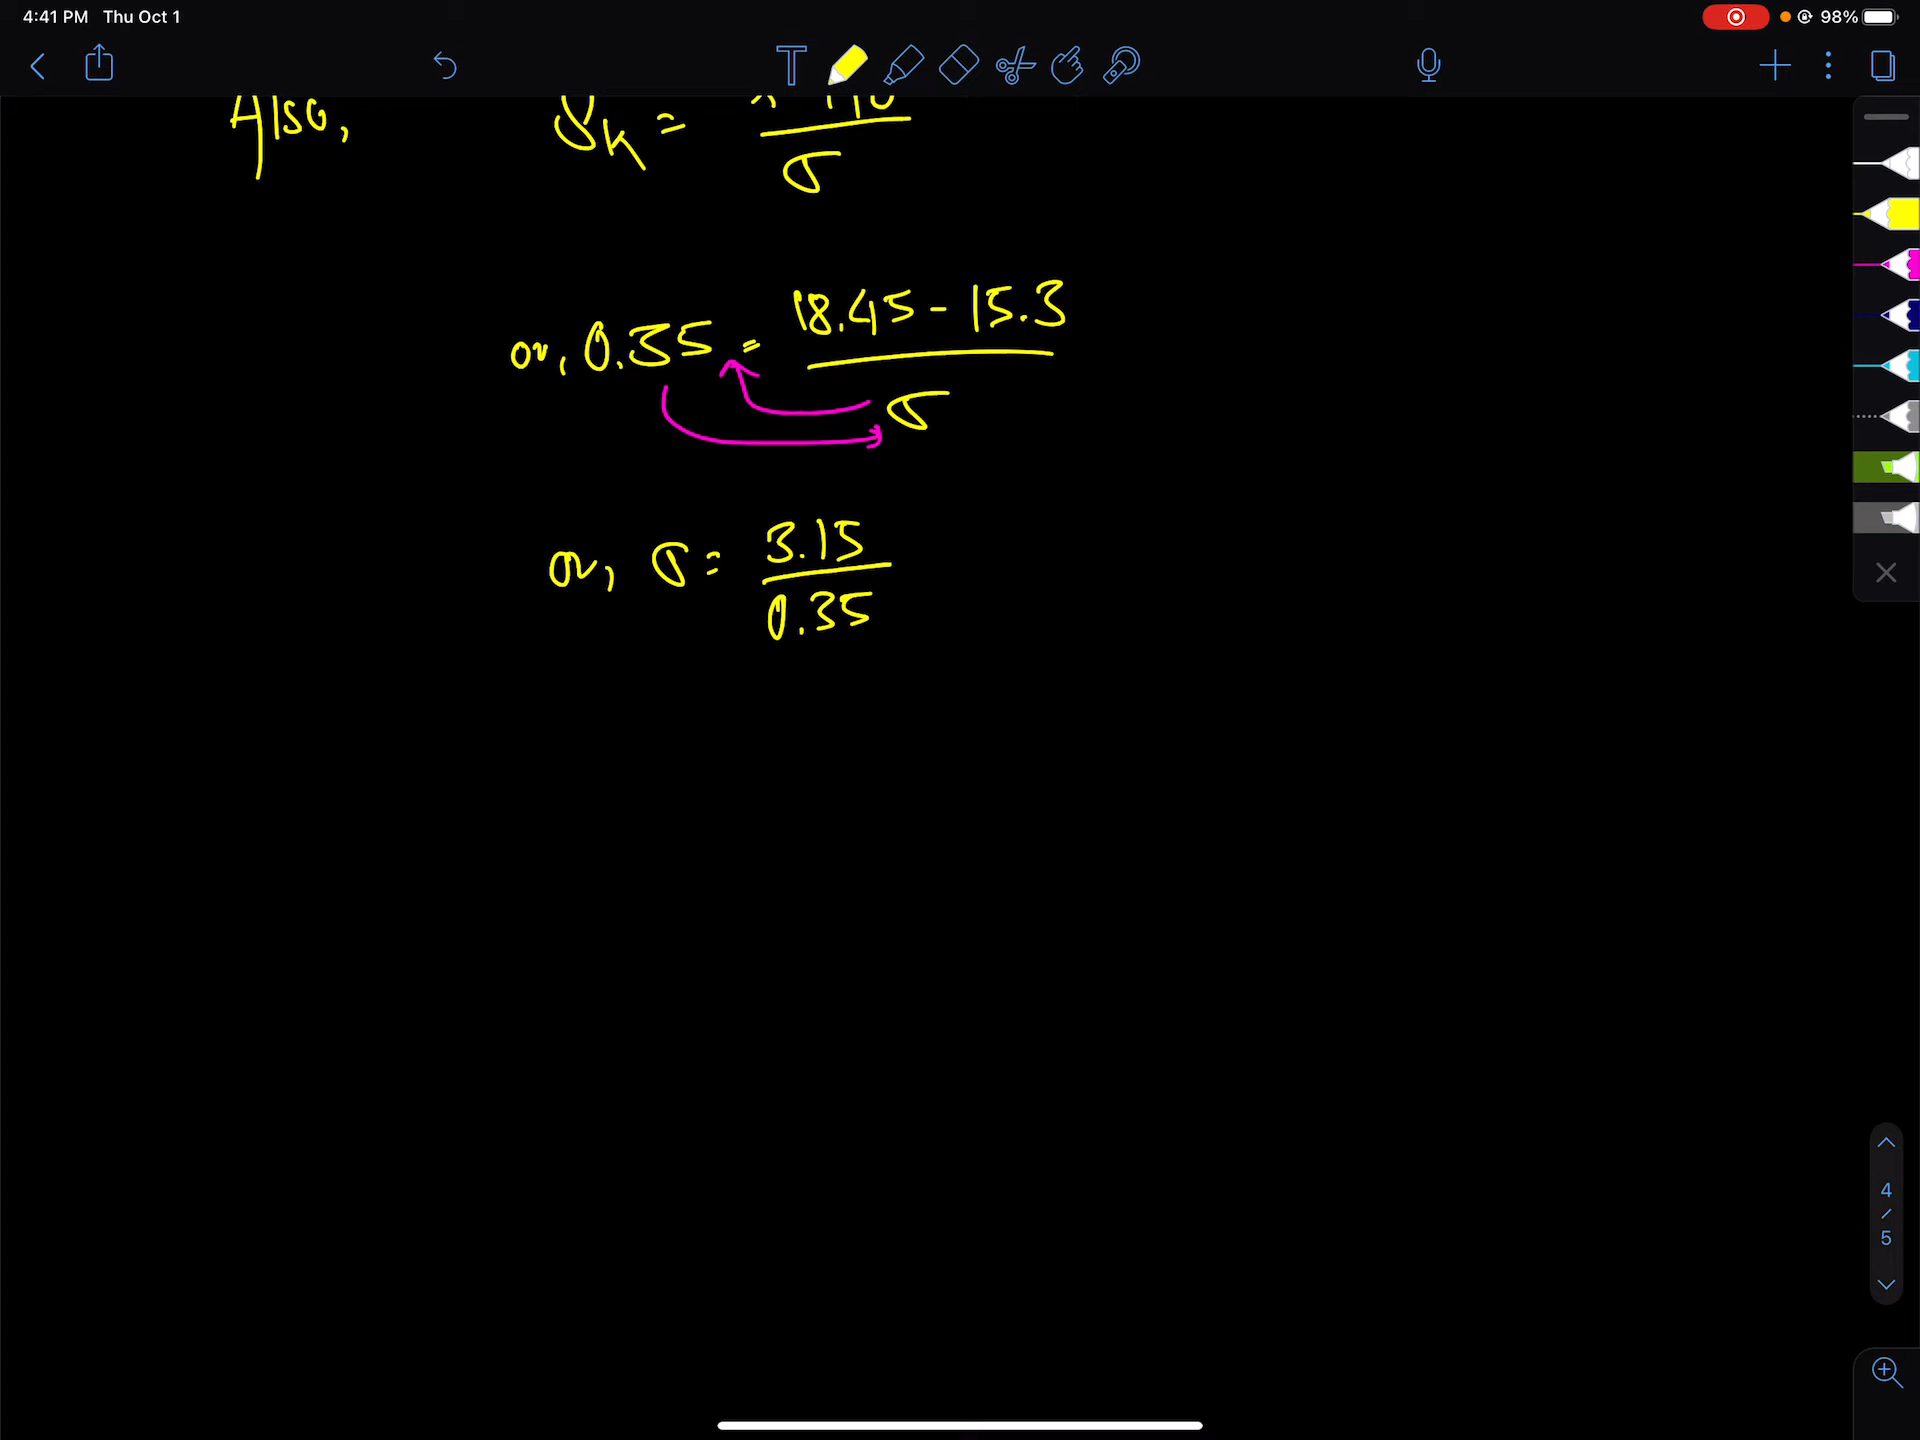 4:41 PM Thu Oct 1
98%
Also, Sk =
σ
or, 0.35 = 18.45 - 15.3
σ
or, σ = 3.15
0.35
4
/
5